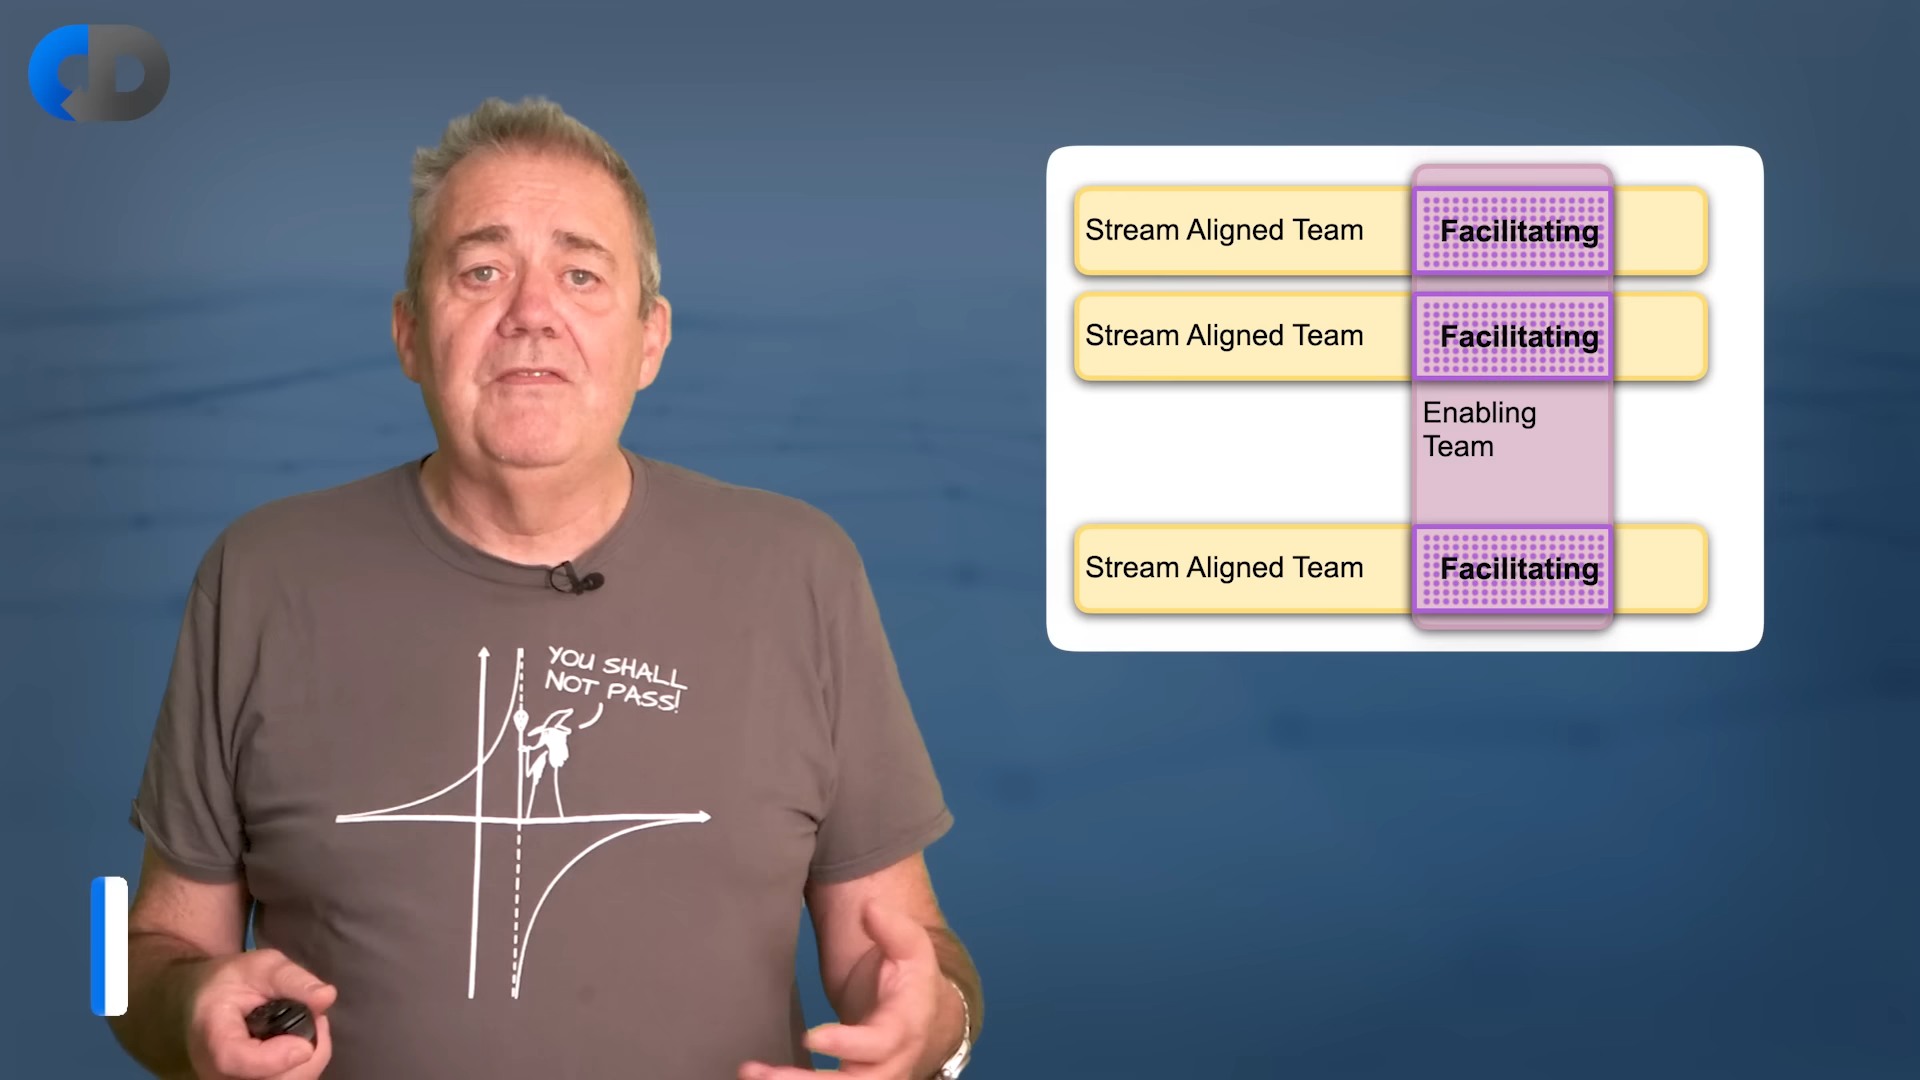 Stream Aligned Team
Facilitating
Stream Aligned Team
Facilitating
Enabling
Team
Stream Aligned Team
Facilitating
YOU SHALL
NOT PASS!